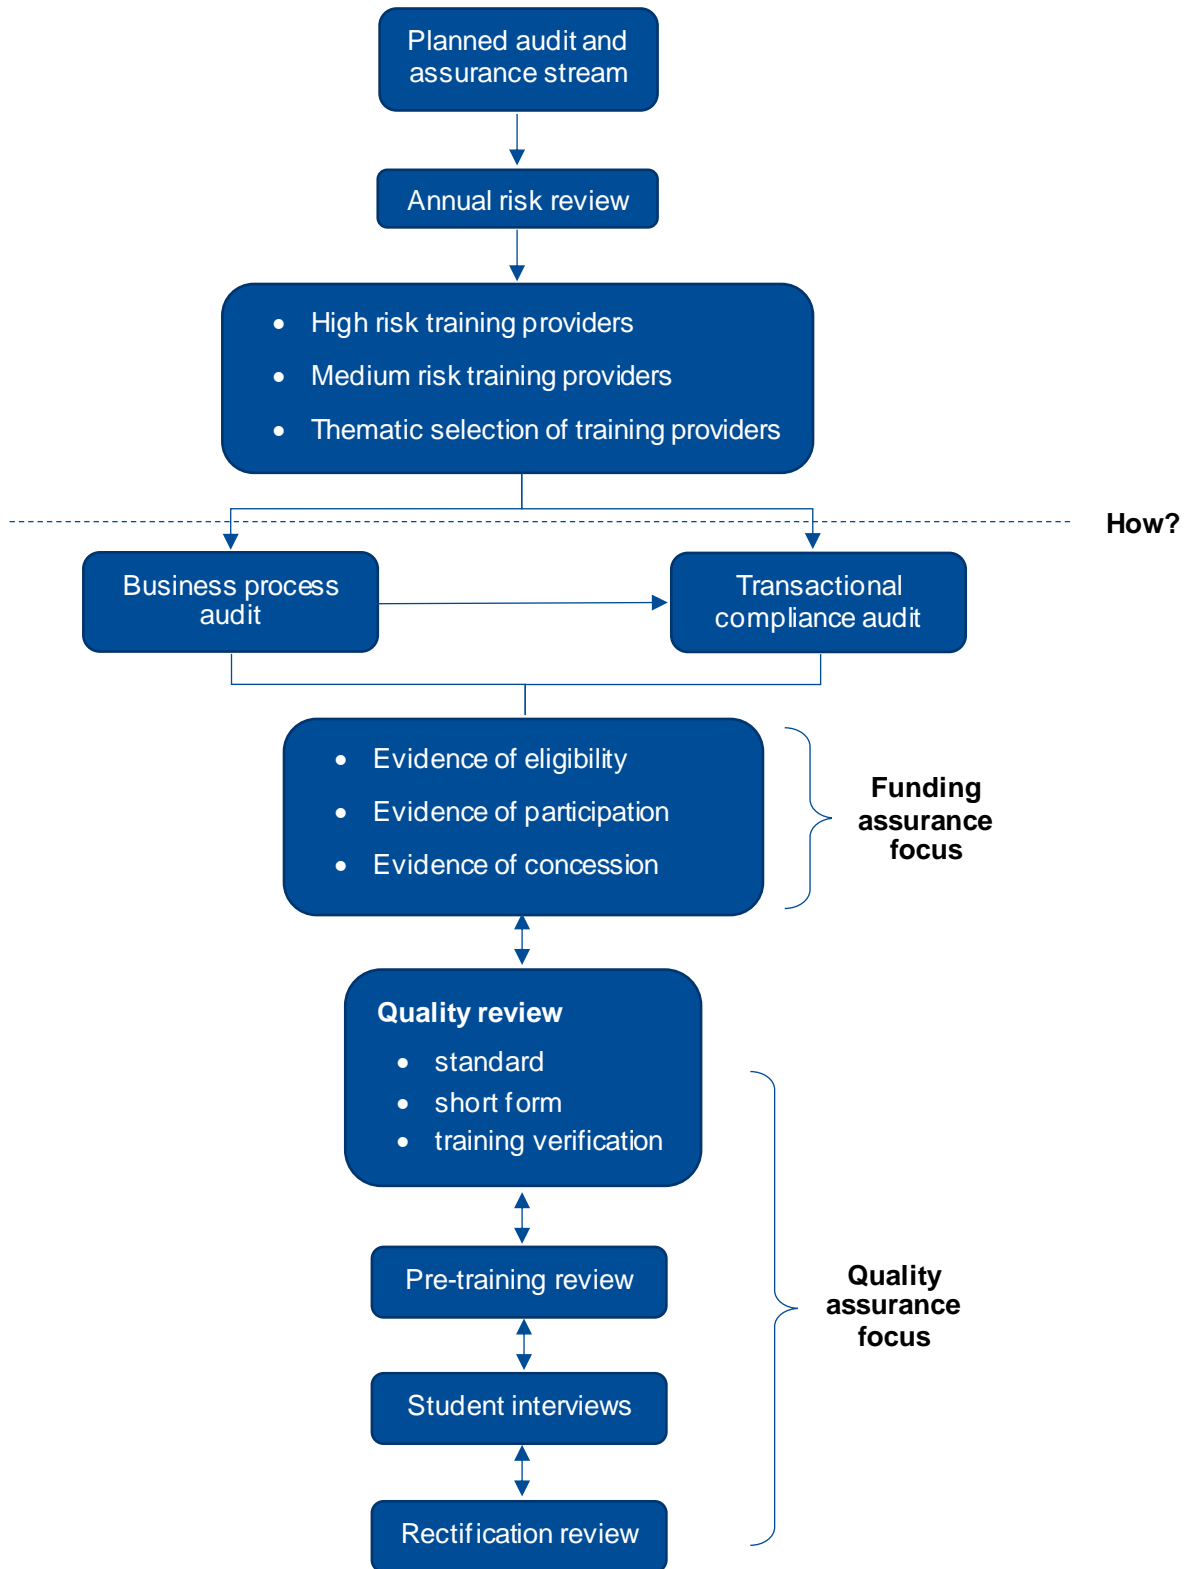 Planned audit and
assurance stream
Annual risk review
• High risk training providers
• Medium risk training providers
• Thematic selection of training providers
How?
Business process
audit
Transactional
compliance audit
• Evidence of eligibility
• Evidence of participation
• Evidence of concession
Funding
assurance
focus
Quality review
• standard
• short form
• training verification
Pre-training review
Quality
assurance
focus
Student interviews
Rectification review